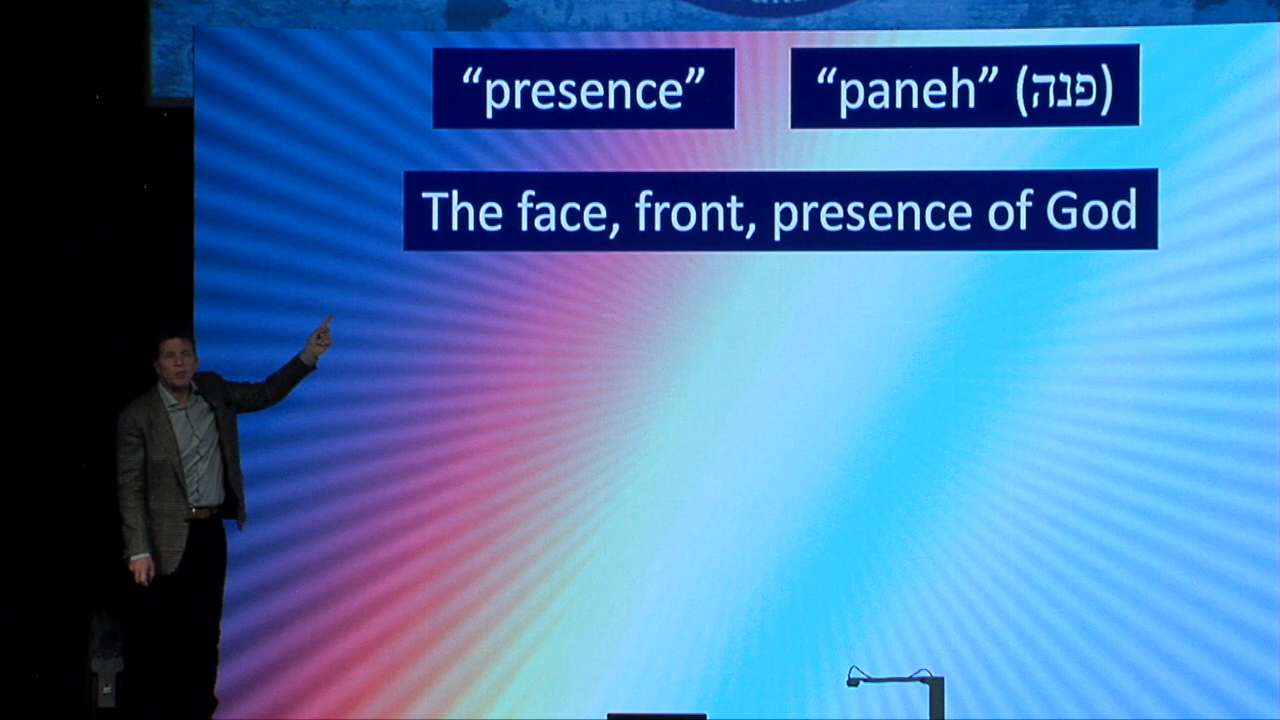 “presence” “paneh” (פנה)
The face, front, presence of God